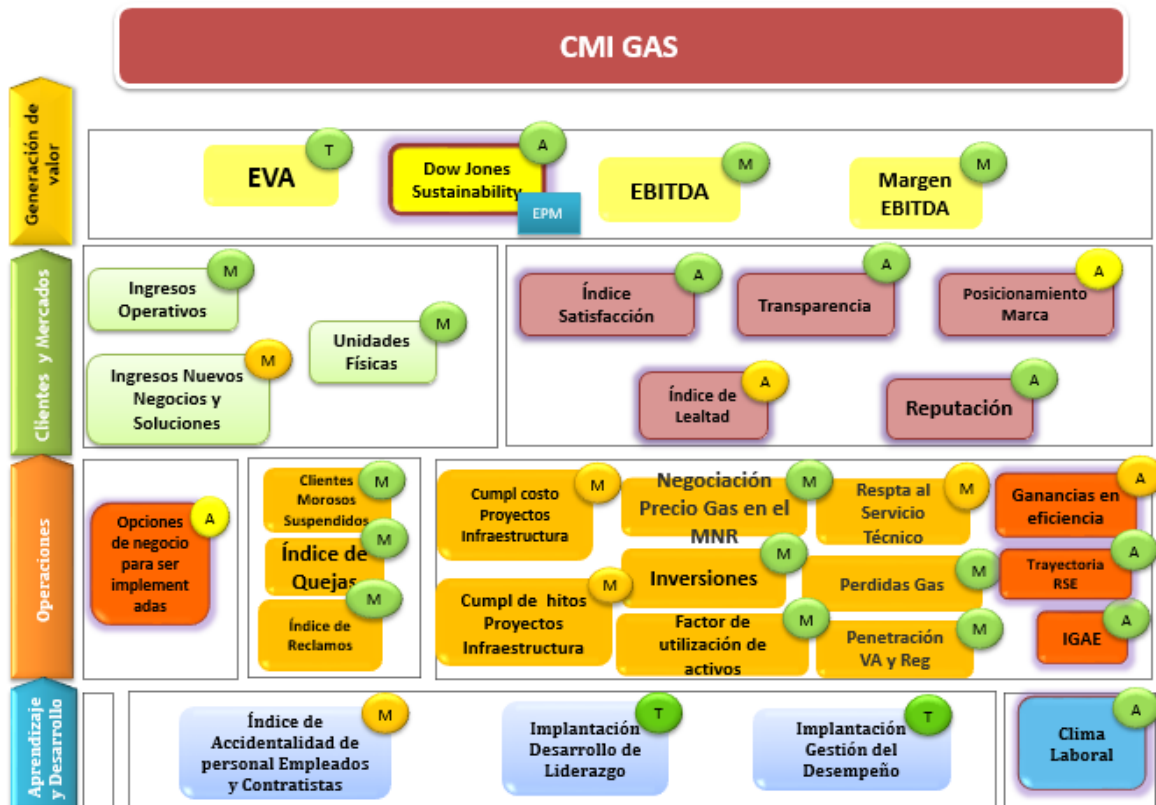 CMI GAS
Generación de
valor
EVA
T
Dow Jones
Sustainability
A
EPM
EBITDA
M
Margen
EBITDA
M
Clientes y Mercados
Ingresos
Operativos
M
Unidades
Físicas
M
Ingresos Nuevos
Negocios y
Soluciones
M
Índice
Satisfacción
A
Transparencia
A
Posicionamiento
Marca
A
Índice de
Lealtad
A
Reputación
A
Operaciones
Opciones
de negocio
para ser
implement
adas
A
Clientes
Morosos
Suspendidos
M
Índice de
Quejas
M
Índice de
Reclamos
M
Cumpl costo
Proyectos
Infraestructura
M
Cumpl de hitos
Proyectos
Infraestructura
M
Negociación
Precio Gas en el
MNR
M
Inversiones
M
Factor de
utilización de
activos
M
Respta al
Servicio
Técnico
M
Perdidas Gas
M
Penetración
VA y Reg
M
Ganancias en
eficiencia
A
Trayectoria
RSE
A
IGAE
A
Aprendizaje
y Desarrollo
Índice de
Accidentalidad de
personal Empleados
y Contratistas
M
Implantación
Desarrollo de
Liderazgo
T
Implantación
Gestión del
Desempeño
T
Clima
Laboral
A